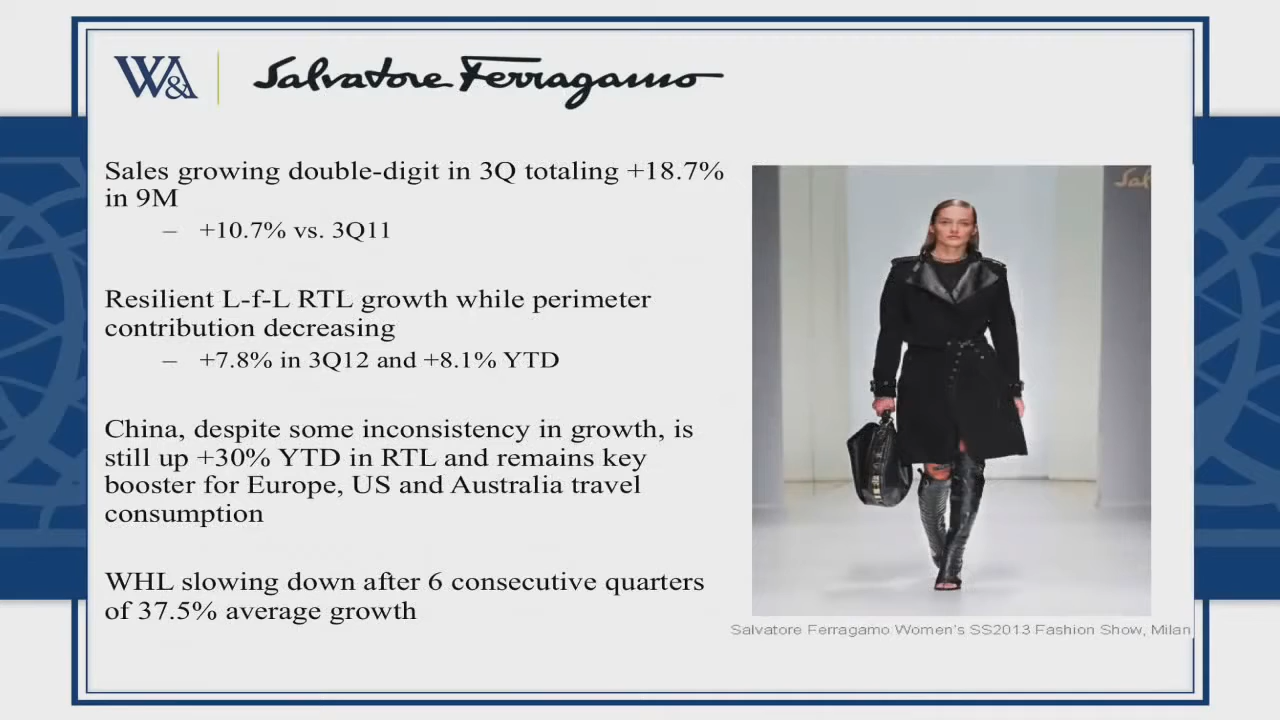 W&
Salvatore Ferragamo
Sales growing double-digit in 3Q totaling +18.7%
in 9M
– +10.7% vs. 3Q11
Resilient L-f-L RTL growth while perimeter
contribution decreasing
– +7.8% in 3Q12 and +8.1% YTD
China, despite some inconsistency in growth, is
still up +30% YTD in RTL and remains key
booster for Europe, US and Australia travel
consumption
WHL slowing down after 6 consecutive quarters
of 37.5% average growth
Sal
Salvatore Ferragamo Women's SS2013 Fashion Show, Milan